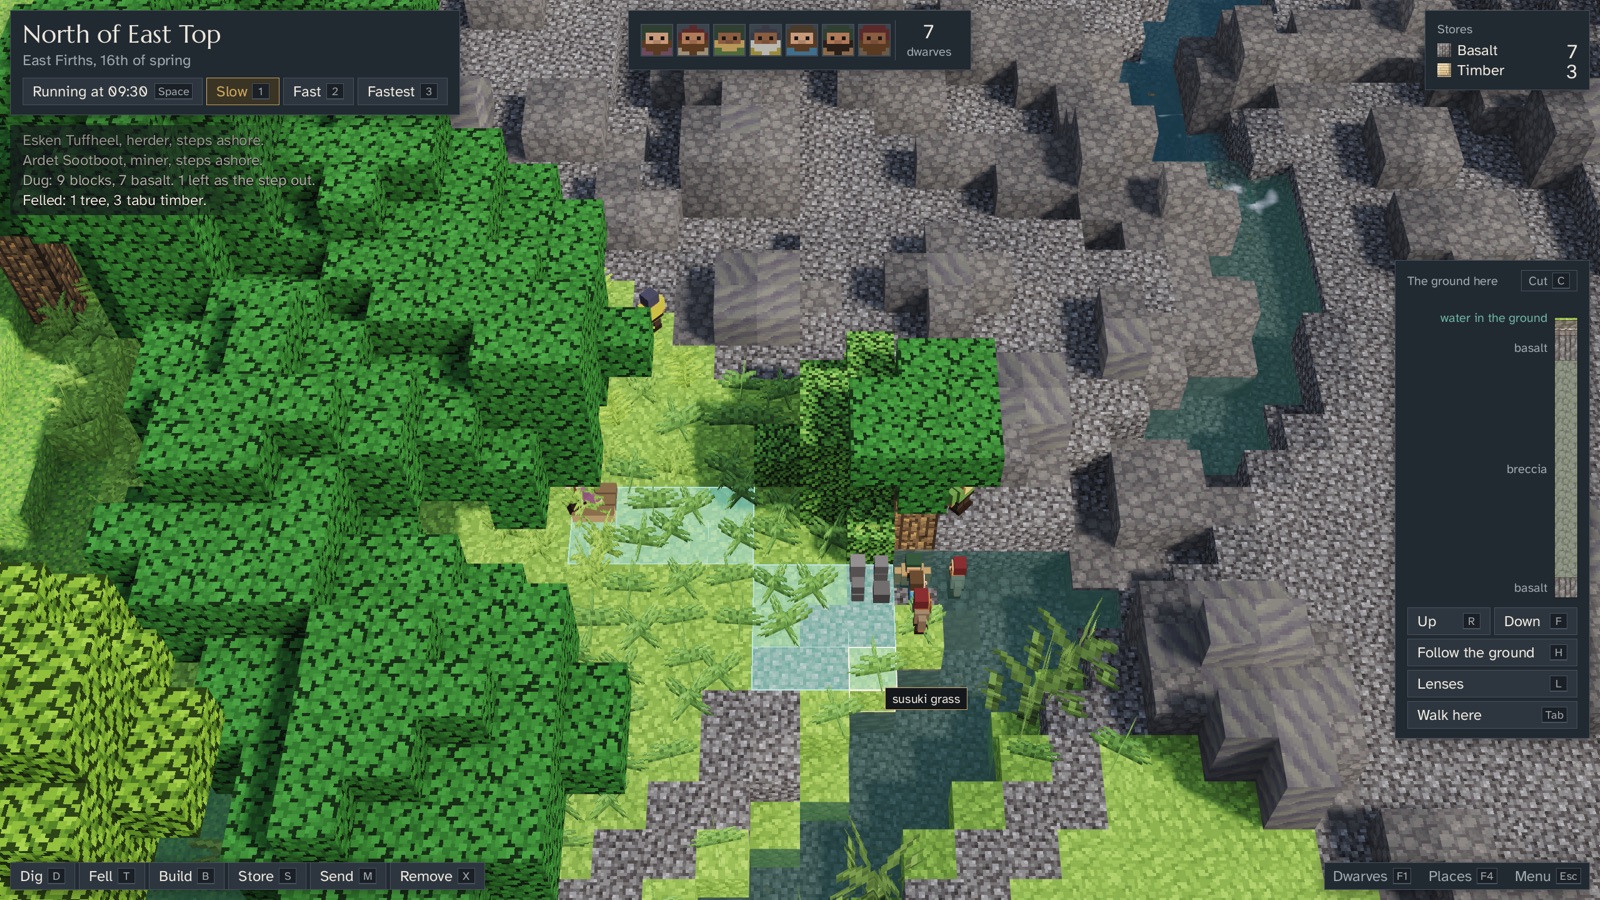 North of East Top
East Firths, 16th of spring
Running at 09:30 Space
Slow 1
Fast 2
Fastest 3
Esken Tuffheel, herder, steps ashore.
Ardet Sootboot, miner, steps ashore.
Dug: 9 blocks, 7 basalt. 1 left as the step out.
Felled: 1 tree, 3 tabu timber.
7
dwarves
Stores
Basalt 7
Timber 3
The ground here
Cut C
water in the ground
basalt
breccia
basalt
Up R
Down F
Follow the ground H
Lenses L
Walk here Tab
susuki grass
Dig D
Fell T
Build B
Store S
Send M
Remove X
Dwarves F1
Places F4
Menu Esc